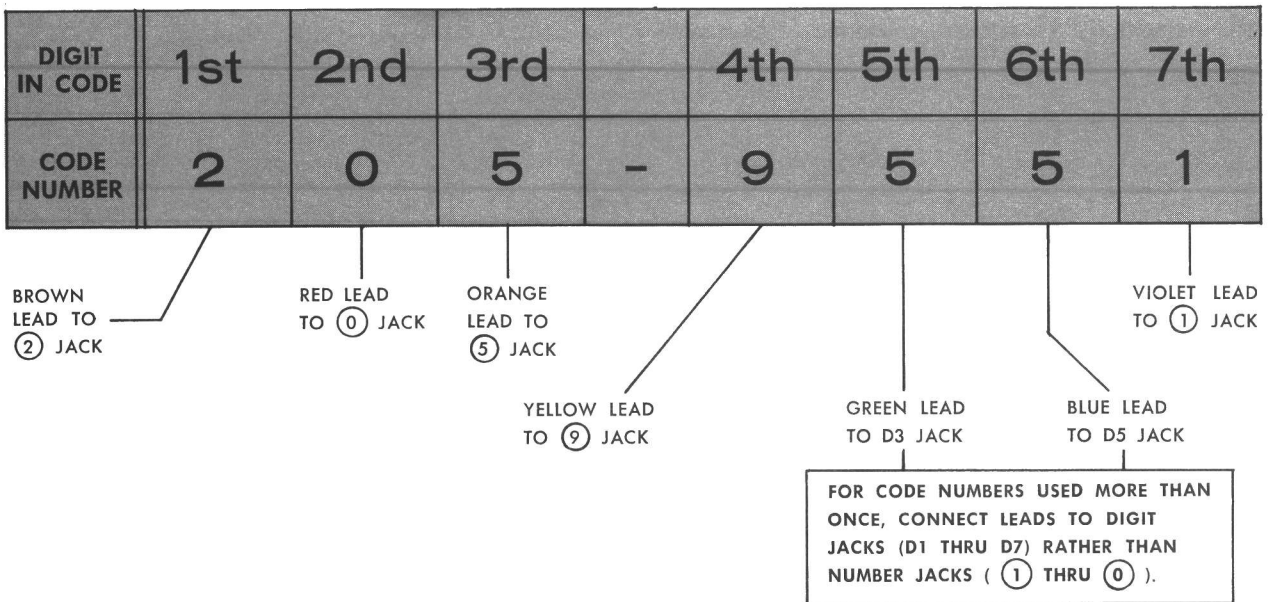 DIGIT IN CODE 1st 2nd 3rd 4th 5th 6th 7th
CODE NUMBER 2 0 5 - 9 5 5 1
BROWN
LEAD TO
2 JACK
RED LEAD
TO 0 JACK
ORANGE
LEAD TO
5 JACK
VIOLET LEAD
TO 1 JACK
YELLOW LEAD
TO 9 JACK
GREEN LEAD
TO D3 JACK
BLUE LEAD
TO D5 JACK
FOR CODE NUMBERS USED MORE THAN
ONCE, CONNECT LEADS TO DIGIT
JACKS (D1 THRU D7) RATHER THAN
NUMBER JACKS ( 1 THRU 0 ).